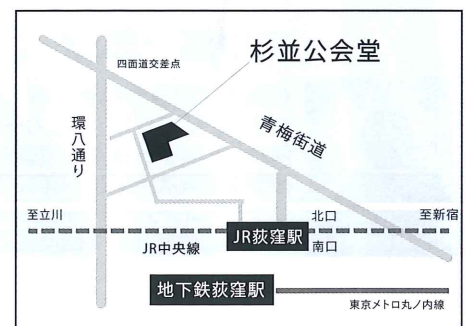 杉並公会堂
四面道交差点
環八通り
青梅街道
至立川
北口
至新宿
JR荻窪駅
JR中央線
南口
地下鉄荻窪駅
東京メトロ丸ノ内線